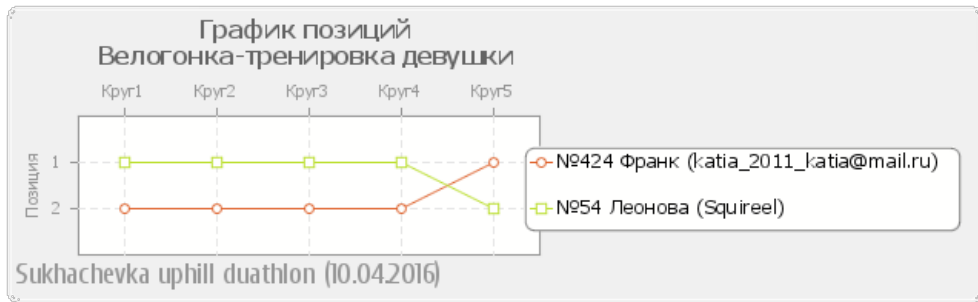 График позиций
Велогонка-тренировка девушки
Круг1 Круг2 Круг3 Круг4 Круг5
Позиция
1
2
№424 Франк (katia_2011_katia@mail.ru)
№54 Леонова (Squireel)
Sukhachevka uphill duathlon (10.04.2016)